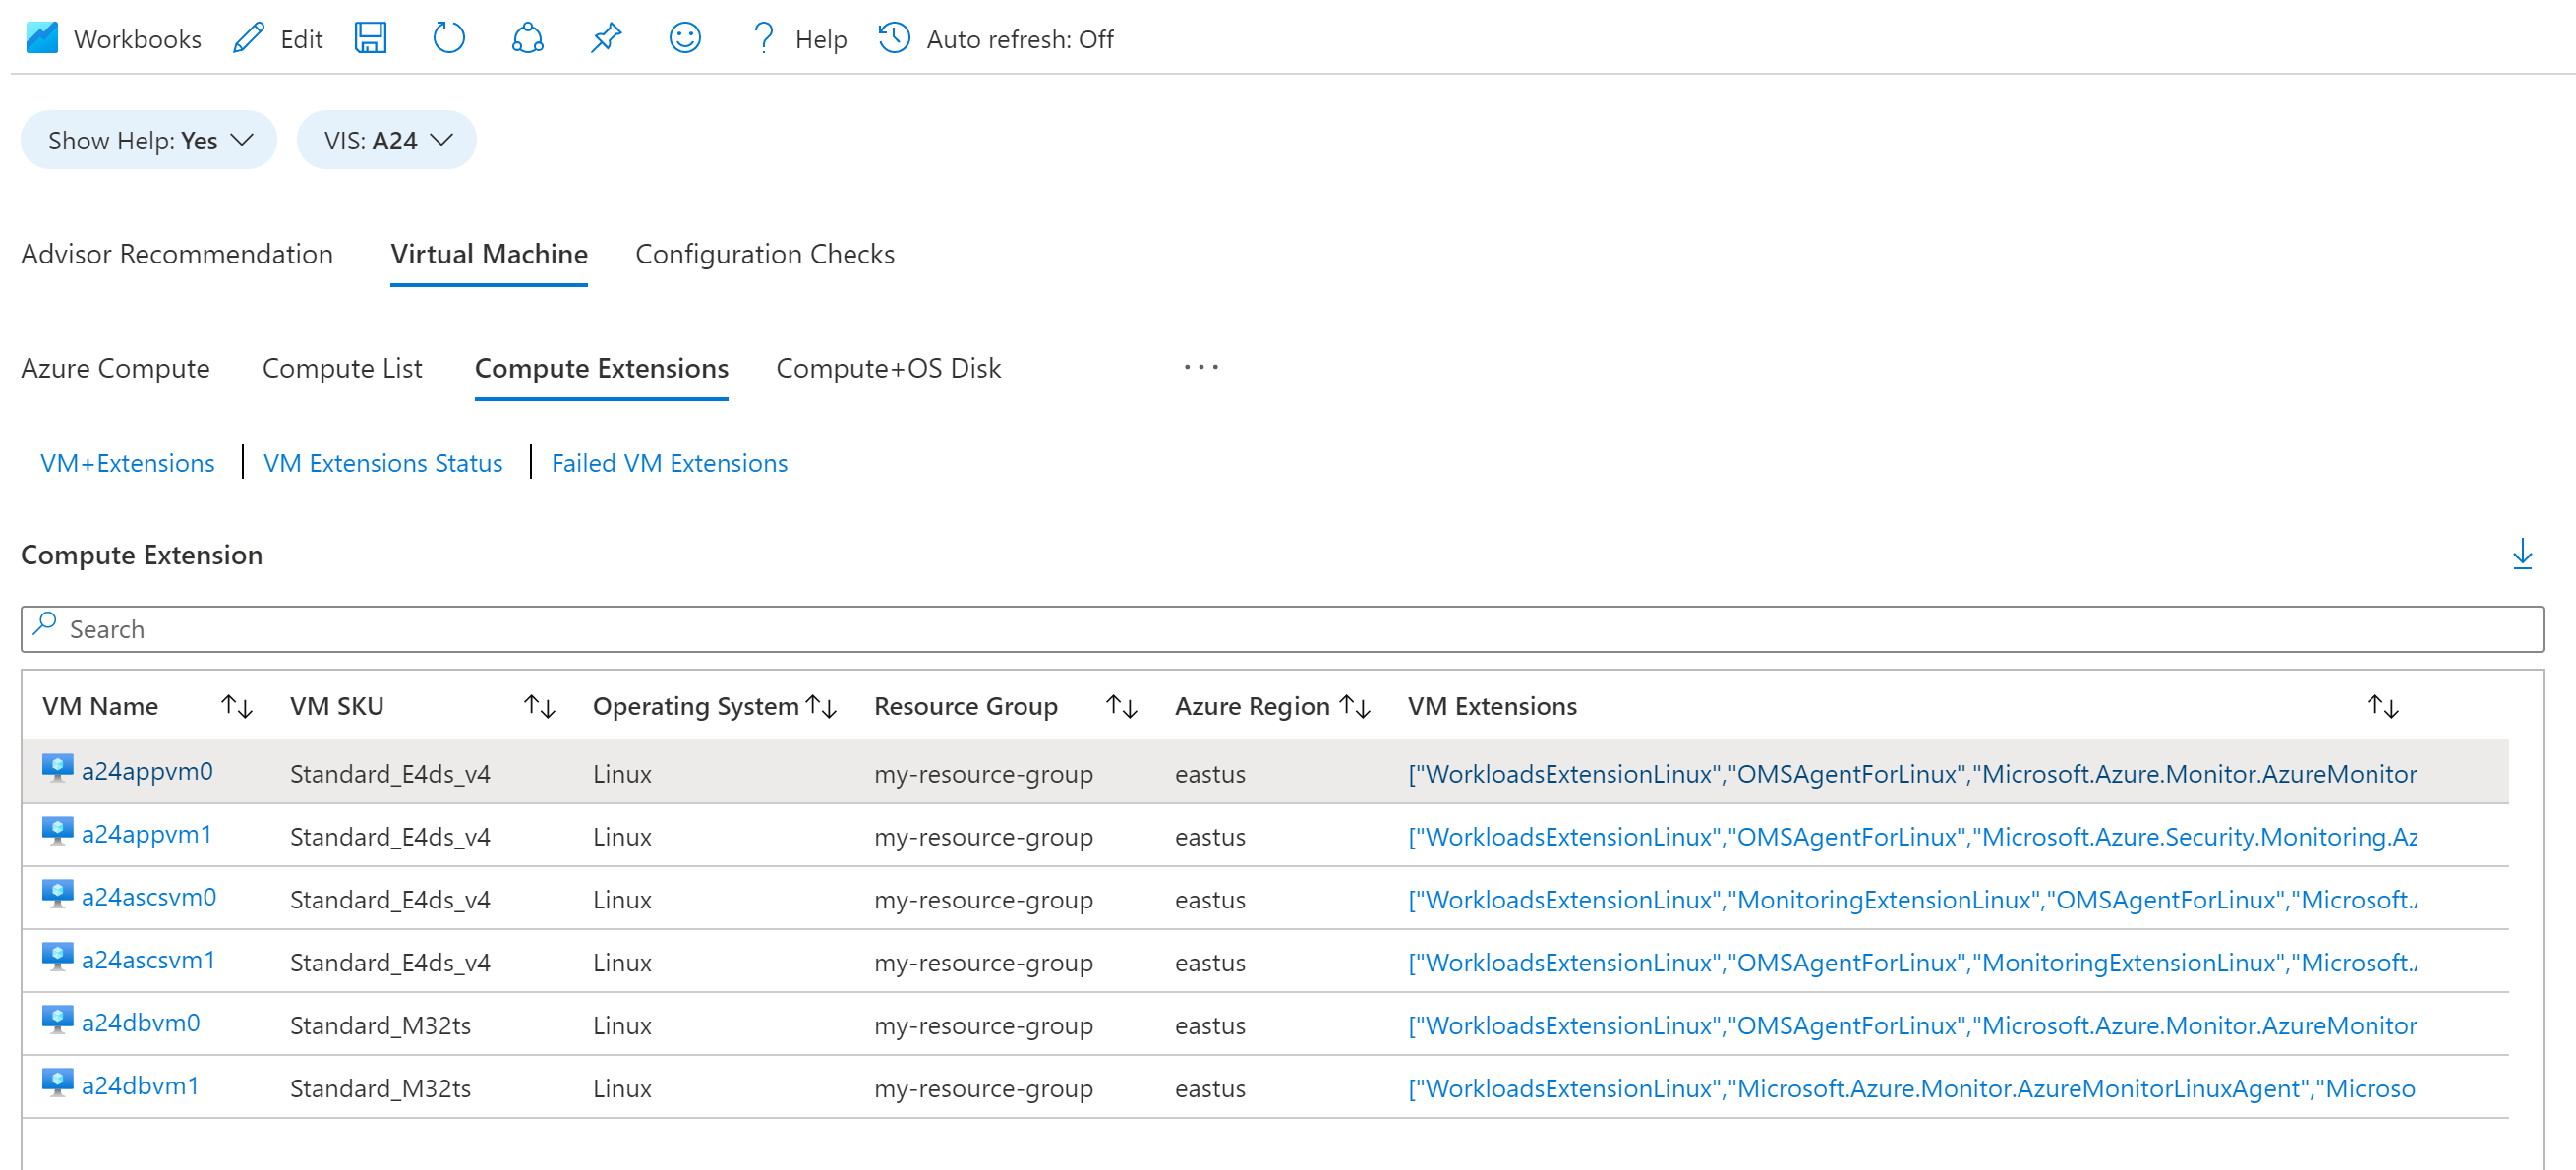 Workbooks Edit Help Auto refresh: Off
Show Help: Yes VIS: A24
Advisor Recommendation Virtual Machine Configuration Checks
Azure Compute Compute List Compute Extensions Compute+OS Disk ...
VM+Extensions | VM Extensions Status | Failed VM Extensions
Compute Extension
Search
VM Name VM SKU Operating System Resource Group Azure Region VM Extensions
a24appvm0 Standard_E4ds_v4 Linux my-resource-group eastus ["WorkloadsExtensionLinux","OMSAgentForLinux","Microsoft.Azure.Monitor.AzureMonitor
a24appvm1 Standard_E4ds_v4 Linux my-resource-group eastus ["WorkloadsExtensionLinux","OMSAgentForLinux","Microsoft.Azure.Security.Monitoring.Az
a24ascsvm0 Standard_E4ds_v4 Linux my-resource-group eastus ["WorkloadsExtensionLinux","MonitoringExtensionLinux","OMSAgentForLinux","Microsoft.
a24ascsvm1 Standard_E4ds_v4 Linux my-resource-group eastus ["WorkloadsExtensionLinux","OMSAgentForLinux","MonitoringExtensionLinux","Microsoft.
a24dbvm0 Standard_M32ts Linux my-resource-group eastus ["WorkloadsExtensionLinux","OMSAgentForLinux","Microsoft.Azure.Monitor.AzureMonitor
a24dbvm1 Standard_M32ts Linux my-resource-group eastus ["WorkloadsExtensionLinux","Microsoft.Azure.Monitor.AzureMonitorLinuxAgent","Microso